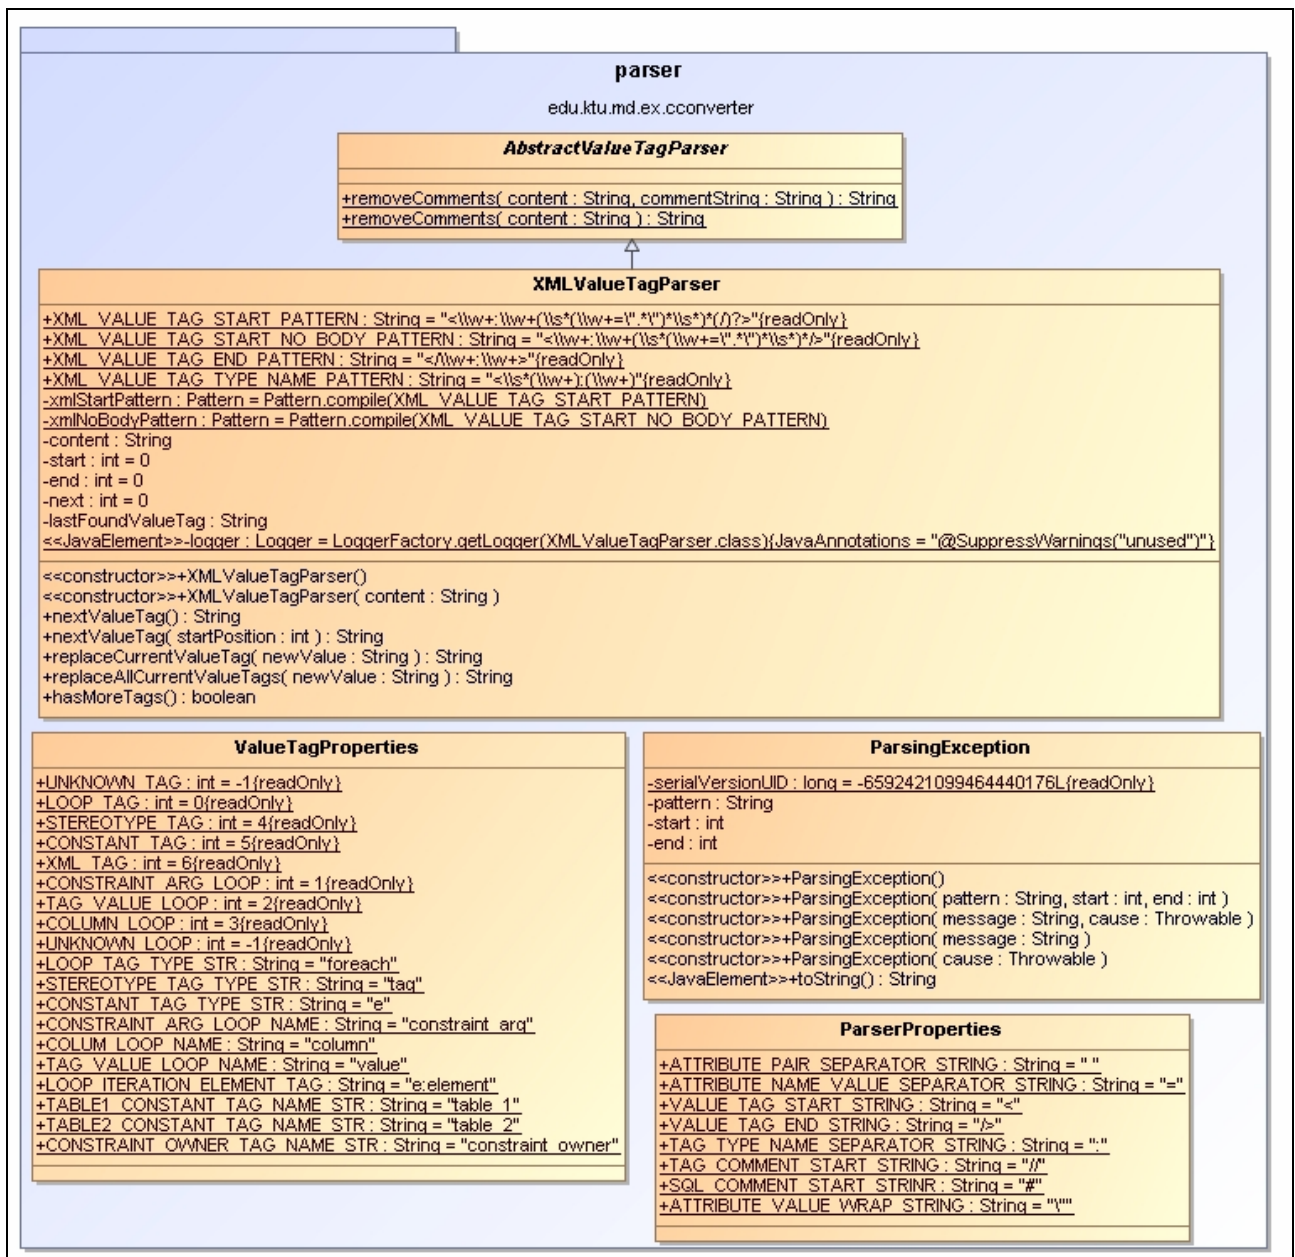 parser
edu.ktu.md.ex.cconverter
AbstractValueTagParser
+removeComments( content : String, commentString : String ) : String
+removeComments( content : String ) : String
XMLValueTagParser
+XML_VALUE_TAG_START_PATTERN : String = "<\\w+:\\w+(\\s*(\\w+=\".*\")*\\s*)*(/)?>"{readOnly}
+XML_VALUE_TAG_START_NO_BODY_PATTERN : String = "<\\w+:\\w+(\\s*(\\w+=\".*\")*\\s*)*/>"{readOnly}
+XML_VALUE_TAG_END_PATTERN : String = "</\\w+:\\w+>"{readOnly}
+XML_VALUE_TAG_TYPE_NAME_PATTERN : String = "<\\s*(\\w+):(\\w+)"{readOnly}
-xmlStartPattern : Pattern = Pattern.compile(XML_VALUE_TAG_START_PATTERN)
-xmlNoBodyPattern : Pattern = Pattern.compile(XML_VALUE_TAG_START_NO_BODY_PATTERN)
-content : String
-start : int = 0
-end : int = 0
-next : int = 0
-lastFoundValueTag : String
<<JavaElement>>-logger : Logger = LoggerFactory.getLogger(XMLValueTagParser.class){JavaAnnotations = "@SuppressWarnings("unused")"}
<<constructor>>+XMLValueTagParser()
<<constructor>>+XMLValueTagParser( content : String )
+nextValueTag() : String
+nextValueTag( startPosition : int ) : String
+replaceCurrentValueTag( newValue : String ) : String
+replaceAllCurrentValueTags( newValue : String ) : String
+hasMoreTags() : boolean
ValueTagProperties
+UNKNOWN_TAG : int = -1{readOnly}
+LOOP_TAG : int = 0{readOnly}
+STEREOTYPE_TAG : int = 4{readOnly}
+CONSTANT_TAG : int = 5{readOnly}
+XML_TAG : int = 6{readOnly}
+CONSTRAINT_ARG_LOOP : int = 1{readOnly}
+TAG_VALUE_LOOP : int = 2{readOnly}
+COLUMN_LOOP : int = 3{readOnly}
+UNKNOWN_LOOP : int = -1{readOnly}
+LOOP_TAG_TYPE_STR : String = "foreach"
+STEREOTYPE_TAG_TYPE_STR : String = "tag"
+CONSTANT_TAG_TYPE_STR : String = "e"
+CONSTRAINT_ARG_LOOP_NAME : String = "constraint_arg"
+COLUM_LOOP_NAME : String = "column"
+TAG_VALUE_LOOP_NAME : String = "value"
+LOOP_ITERATION_ELEMENT_TAG : String = "e:element"
+TABLE1_CONSTANT_TAG_NAME_STR : String = "table_1"
+TABLE2_CONSTANT_TAG_NAME_STR : String = "table_2"
+CONSTRAINT_OWNER_TAG_NAME_STR : String = "constraint_owner"
ParsingException
-serialVersionUID : long = -6592421099464440176L{readOnly}
-pattern : String
-start : int
-end : int
<<constructor>>+ParsingException()
<<constructor>>+ParsingException( pattern : String, start : int, end : int )
<<constructor>>+ParsingException( message : String, cause : Throwable )
<<constructor>>+ParsingException( message : String )
<<constructor>>+ParsingException( cause : Throwable )
<<JavaElement>>+toString() : String
ParserProperties
+ATTRIBUTE_PAIR_SEPARATOR_STRING : String = " "
+ATTRIBUTE_NAME_VALUE_SEPARATOR_STRING : String = "="
+VALUE_TAG_START_STRING : String = "<"
+VALUE_TAG_END_STRING : String = "/>"
+TAG_TYPE_NAME_SEPARATOR_STRING : String = ":"
+TAG_COMMENT_START_STRING : String = "//"
+SQL_COMMENT_START_STRINR : String = "#"
+ATTRIBUTE_VALUE_WRAP_STRING : String = "\""